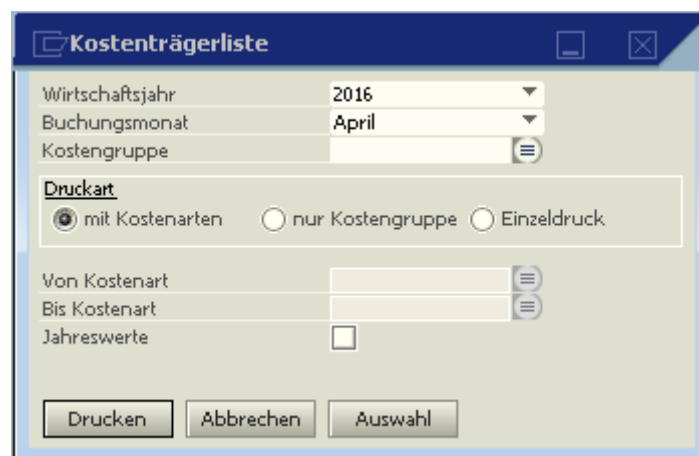 Kostenträgerliste
Wirtschaftsjahr 2016
Buchungsmonat April
Kostengruppe
Druckart
mit Kostenarten nur Kostengruppe Einzeldruck
Von Kostenart
Bis Kostenart
Jahreswerte
Drucken Abbrechen Auswahl